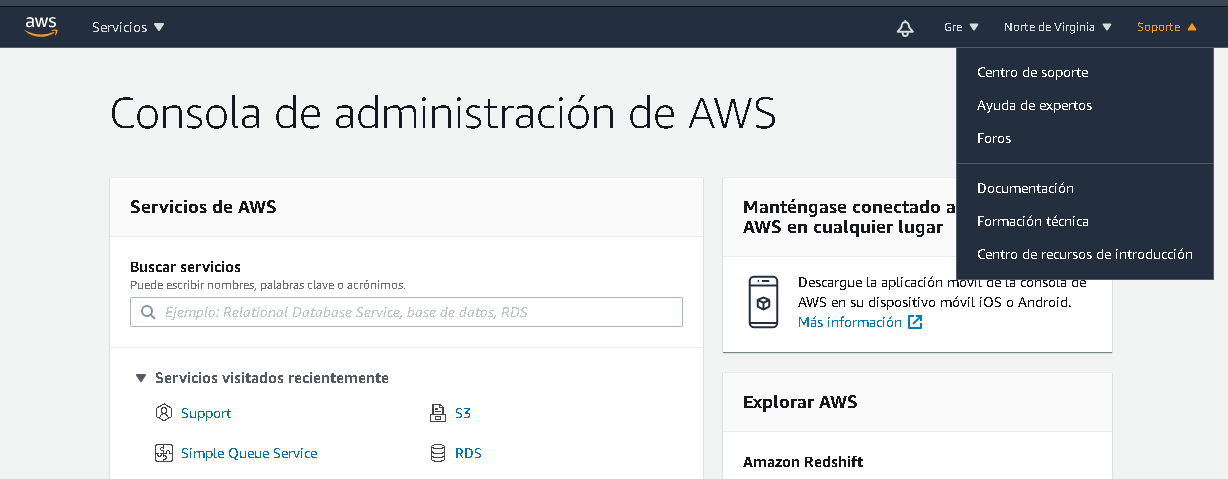 aws
Servicios
Gre
Norte de Virginia
Soporte
Centro de soporte
Ayuda de expertos
Foros
Documentación
Formación técnica
Centro de recursos de introducción
Consola de administración de AWS
Servicios de AWS
Buscar servicios
Puede escribir nombres, palabras clave o acrónimos.
Ejemplo: Relational Database Service, base de datos, RDS
Servicios visitados recientemente
Support
S3
Simple Queue Service
RDS
Manténgase conectado a
AWS en cualquier lugar
Descargue la aplicación móvil de la consola de
AWS en su dispositivo móvil iOS o Android.
Más información
Explorar AWS
Amazon Redshift